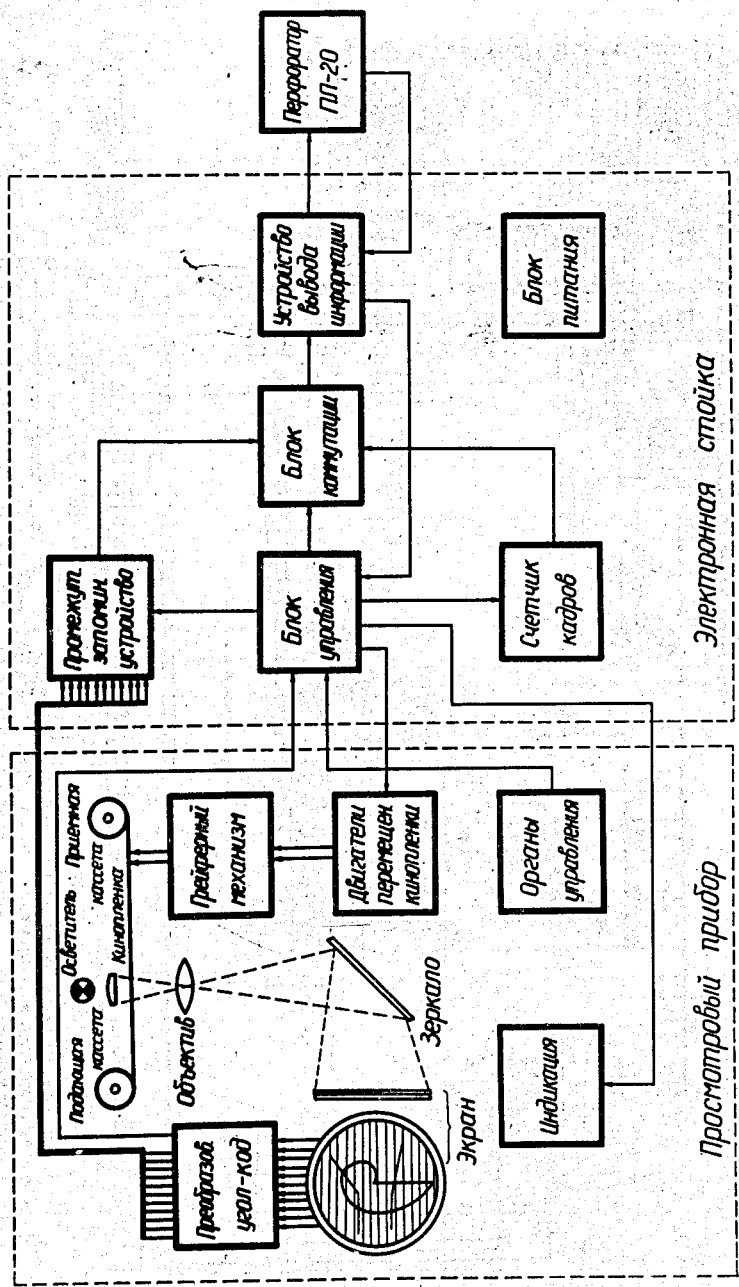 Подающая
кассета
Осветитель
Кинопленка
Приемная
кассета
Преобразов.
угол-код
Объектив
Грейферный
механизм
Экран
Зеркало
Двигатели
перемещен.
кинопленки
Индикация
Органы
управления
Просмотровый прибор
Промежут.
запомин.
устройство
Блок
управления
Блок
коммутации
Устройство
вывода
информации
Перфоратор
ПЛ-20
Счетчик
кадров
Блок
питания
Электронная стойка